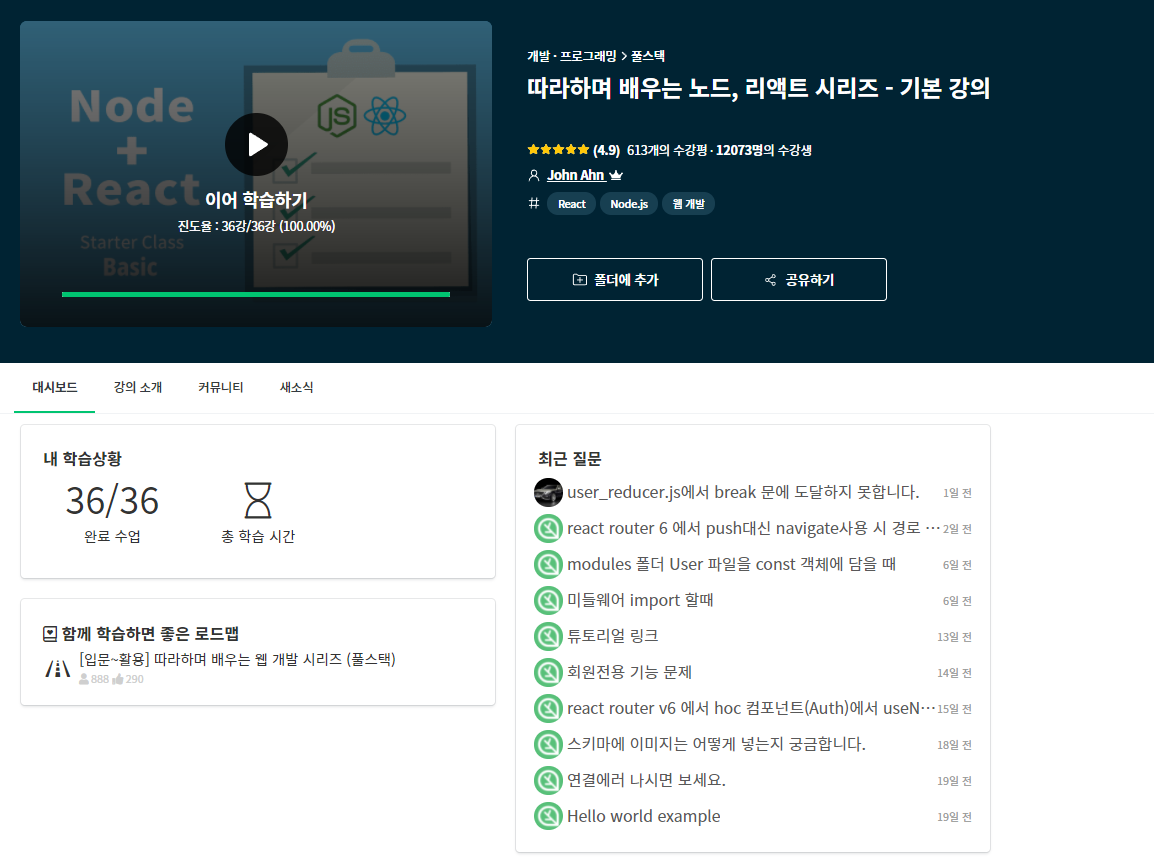 Node
+
React
Starter Class
Basic
JS
이어 학습하기
진도율 : 36강/36강 (100.00%)
개발 · 프로그래밍 > 풀스택
따라하며 배우는 노드, 리액트 시리즈 - 기본 강의
★★★★★ (4.9) 613개의 수강평 · 12073명의 수강생
John Ahn
# React Node.js 웹 개발
폴더에 추가 공유하기
대시보드 강의 소개 커뮤니티 새소식
내 학습상황
36/36
완료 수업 총 학습 시간
함께 학습하면 좋은 로드맵
[입문~활용] 따라하며 배우는 웹 개발 시리즈 (풀스택)
888 290
최근 질문
user_reducer.js에서 break 문에 도달하지 못합니다. 1일 전
react router 6 에서 push대신 navigate사용 시 경로 … 2일 전
modules 폴더 User 파일을 const 객체에 담을 때 6일 전
미들웨어 import 할때 6일 전
튜토리얼 링크 13일 전
회원전용 기능 문제 14일 전
react router v6 에서 hoc 컴포넌트(Auth)에서 useN… 15일 전
스키마에 이미지는 어떻게 넣는지 궁금합니다. 18일 전
연결에러 나시면 보세요. 19일 전
Hello world example 19일 전